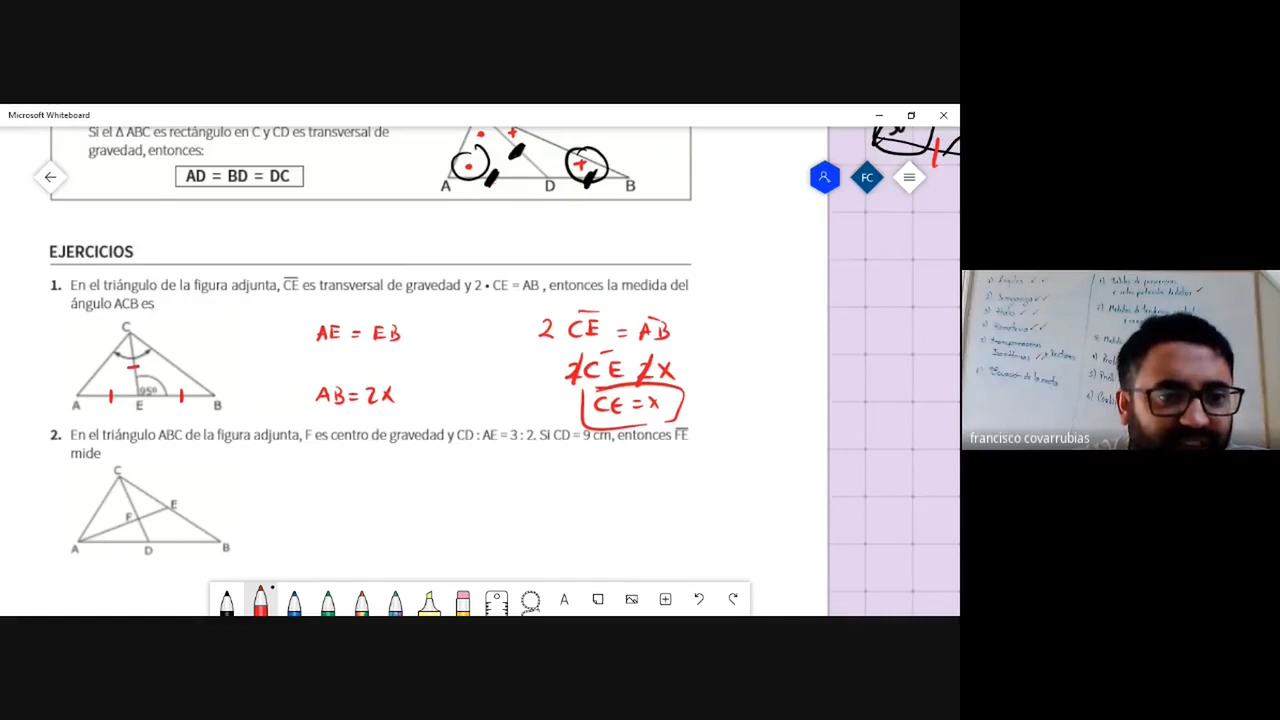 Microsoft Whiteboard
Si el Δ ABC es rectángulo en C y CD es transversal de
gravedad, entonces:
AD = BD = DC
A D B
FC
EJERCICIOS
1. En el triángulo de la figura adjunta, CE es transversal de gravedad y 2 • CE = AB , entonces la medida del
ángulo ACB es
C
95°
A E B
AE = EB
AB = 2X
2 CE = AB
2CE 2X
CE = X
2. En el triángulo ABC de la figura adjunta, F es centro de gravedad y CD : AE = 3 : 2. Si CD = 9 cm, entonces FE
mide
C
E
F
A D B
A
francisco covarrubias